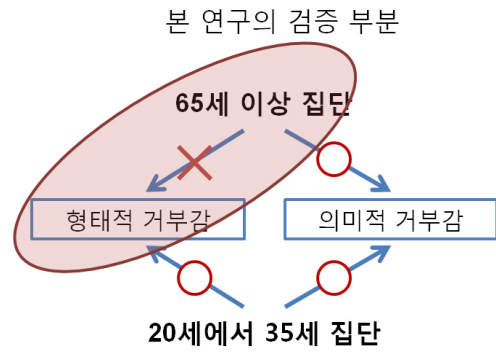 본 연구의 검증 부분
65세 이상 집단
형태적 거부감
의미적 거부감
20세에서 35세 집단